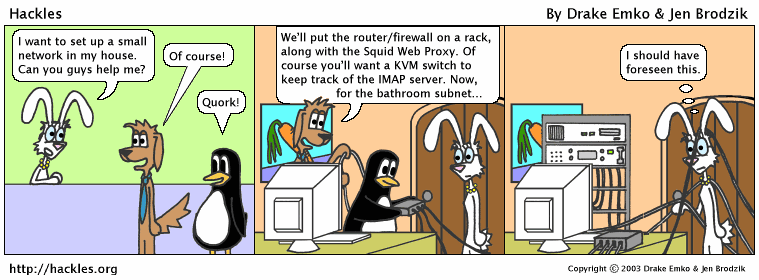 Hackles
By Drake Emko & Jen Brodzik
I want to set up a small
network in my house.
Can you guys help me?
Of course!
Quork!
We'll put the router/firewall on a rack,
along with the Squid Web Proxy. Of
course you'll want a KVM switch to
keep track of the IMAP server. Now,
for the bathroom subnet...
I should have
foreseen this.
http://hackles.org
Copyright © 2003 Drake Emko & Jen Brodzik